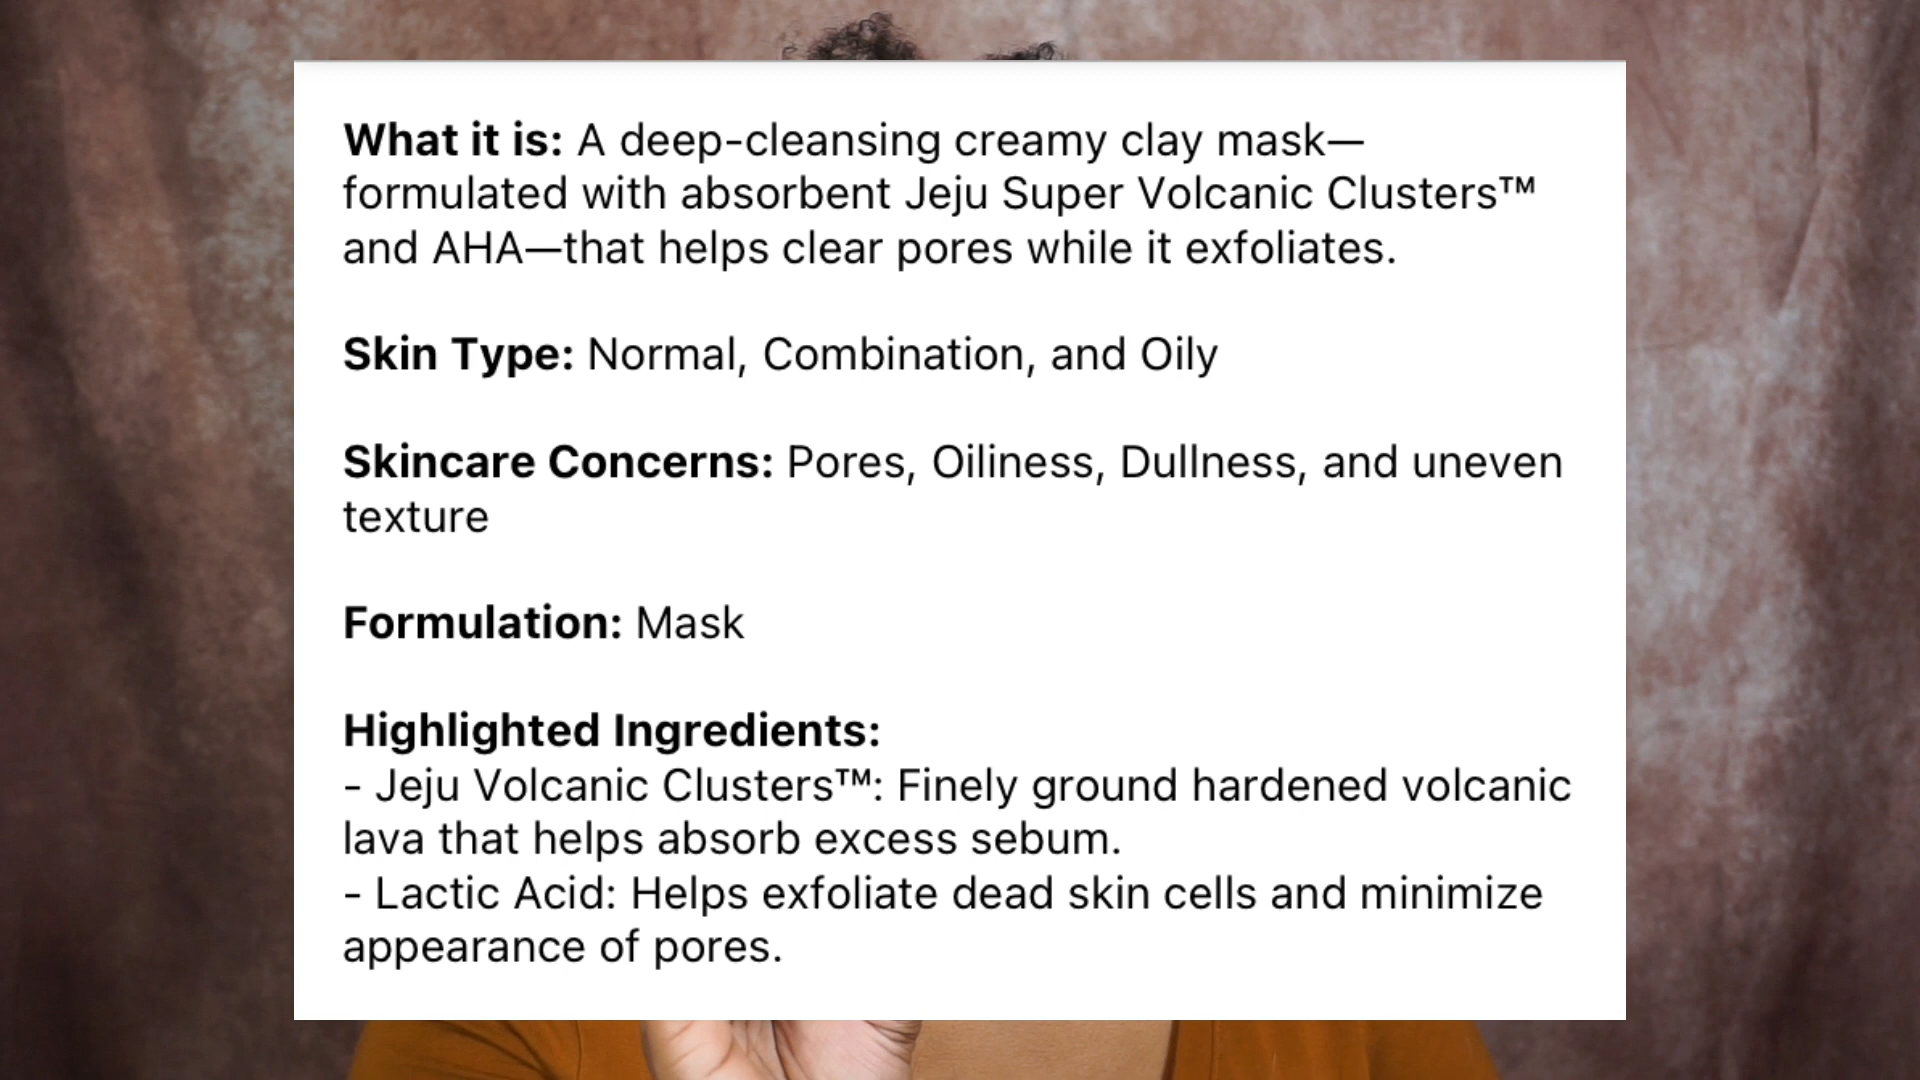 What it is: A deep-cleansing creamy clay mask—
formulated with absorbent Jeju Super Volcanic Clusters™
and AHA—that helps clear pores while it exfoliates.
Skin Type: Normal, Combination, and Oily
Skincare Concerns: Pores, Oiliness, Dullness, and uneven
texture
Formulation: Mask
Highlighted Ingredients:
- Jeju Volcanic Clusters™: Finely ground hardened volcanic
lava that helps absorb excess sebum.
- Lactic Acid: Helps exfoliate dead skin cells and minimize
appearance of pores.